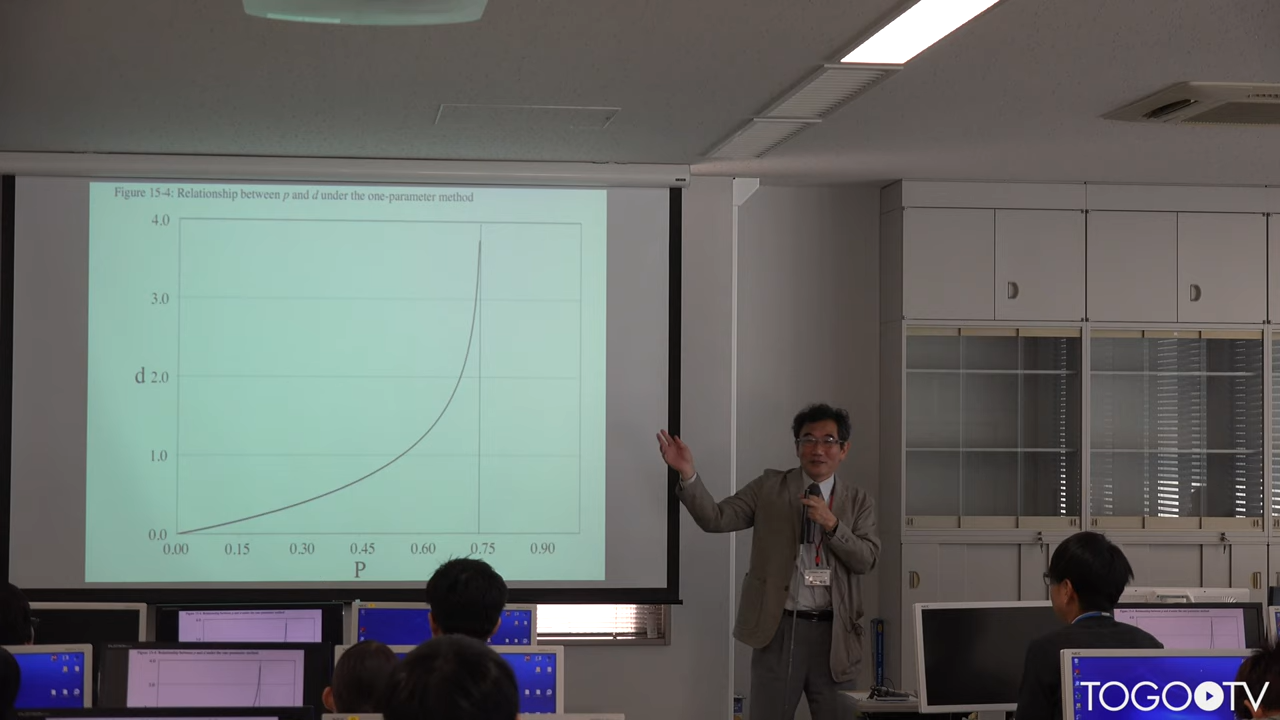 Figure 15-4: Relationship between p and d under the one-parameter method
4.0
3.0
d 2.0
1.0
0.0
0.00 0.15 0.30 0.45 0.60 0.75 0.90
P
TOGO TV